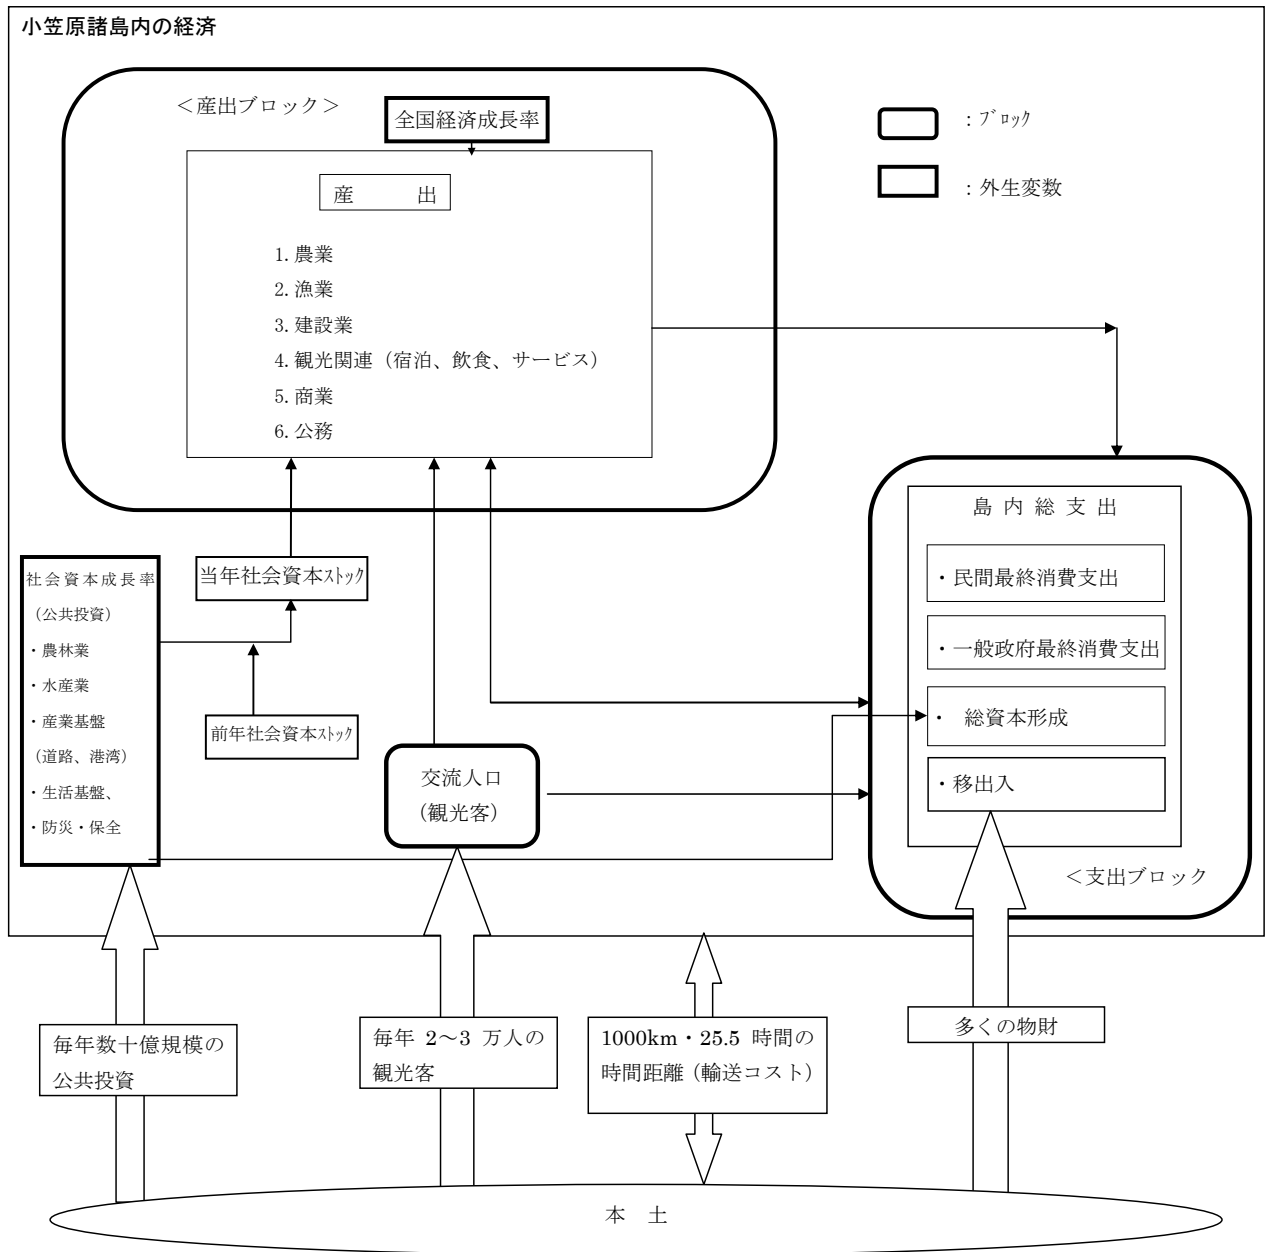 小笠原諸島内の経済
＜産出ブロック＞
全国経済成長率
：ﾌﾞﾛｯｸ
：外生変数
産　　出
1. 農業
2. 漁業
3. 建設業
4. 観光関連（宿泊、飲食、サービス）
5. 商業
6. 公務
島 内 総 支 出
・民間最終消費支出
・一般政府最終消費支出
・ 総資本形成
・移出入
＜支出ブロック
社会資本成長率
（公共投資）
・農林業
・水産業
・産業基盤
（道路、港湾）
・生活基盤、
・防災・保全
当年社会資本ｽﾄｯｸ
前年社会資本ｽﾄｯｸ
交流人口
（観光客）
毎年数十億規模の
公共投資
毎年 2～3 万人の
観光客
1000km・25.5 時間の
時間距離（輸送コスト）
多くの物財
本　土